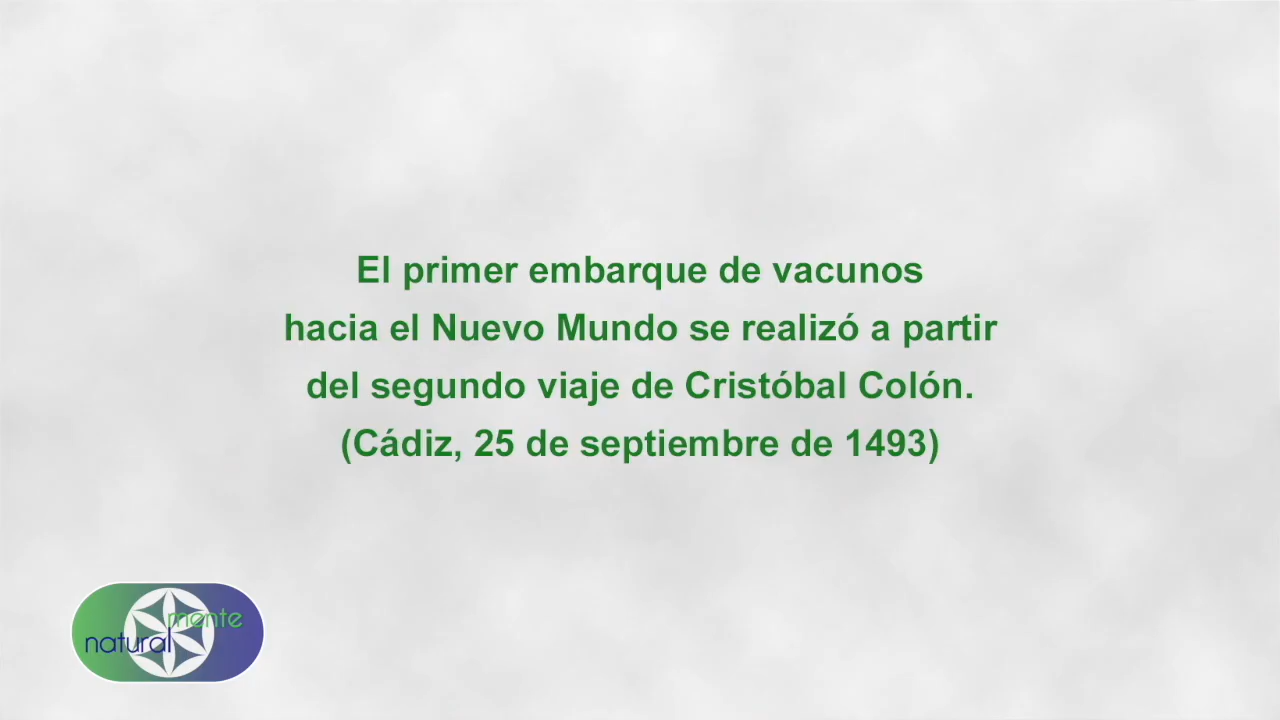 El primer embarque de vacunos
hacia el Nuevo Mundo se realizó a partir
del segundo viaje de Cristóbal Colón.
(Cádiz, 25 de septiembre de 1493)
mente
natural